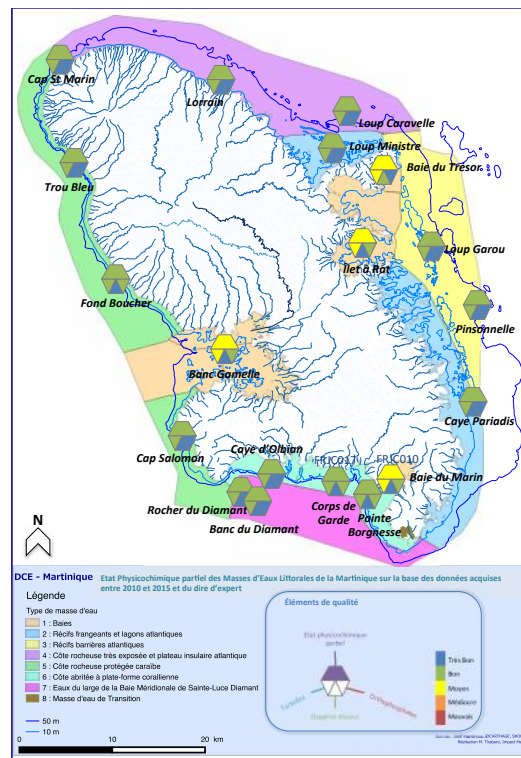 Cap St Marin
Lorrain
Loup Caravelle
Loup Ministre
Baie du Trésor
Trou Bleu
Loup Garou
Ilet à Rat
Fond Boucher
Pinsonnelle
Banc Gamelle
Caye Pariadis
Cap Salomon
Caye d'Olbian
FRJC017
FRJC010
Baie du Marin
Rocher du Diamant
Corps de
Garde
Pointe
Borgnesse
Banc du Diamant
N
DCE - Martinique
Etat Physicochimique partiel des Masses d'Eaux Littorales de la Martinique sur la base des données acquises
entre 2010 et 2015 et du dire d'expert
Légende
Type de masse d'eau
1 : Baies
2 : Récifs frangeants et lagons atlantiques
3 : Récifs barrières atlantiques
4 : Côte rocheuse très exposée et plateau insulaire atlantique
5 : Côte rocheuse protégée caraïbe
6 : Côte abritée à plate-forme corallienne
7 : Eaux du large de la Baie Méridionale de Sainte-Luce Diamant
8 : Masse d'eau de Transition
50 m
10 m
0 10 20 km
Éléments de qualité
Etat physicochimique
partiel
Turbidité
Orthophosphates
Oxygène dissous
Très Bon
Bon
Moyen
Médiocre
Mauvais